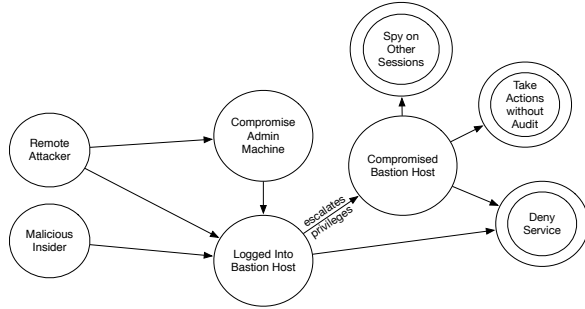 Spy on
Other
Sessions
Take
Actions
without
Audit
Compromise
Admin
Machine
Remote
Attacker
Compromised
Bastion Host
escalates
privileges
Malicious
Insider
Logged Into
Bastion Host
Deny
Service